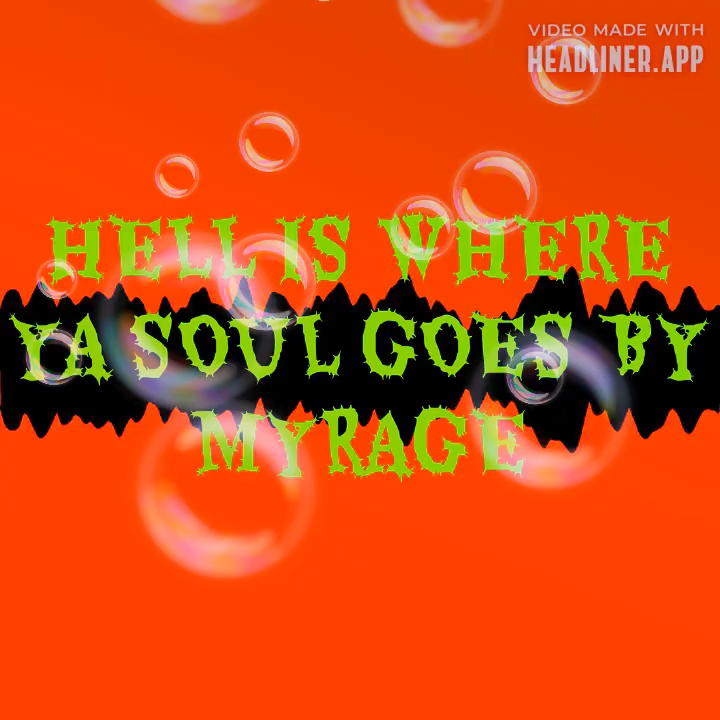 VIDEO MADE WITH
HEADLINER.APP
HELL IS WHERE
YA SOUL GOES BY
MYRAGE